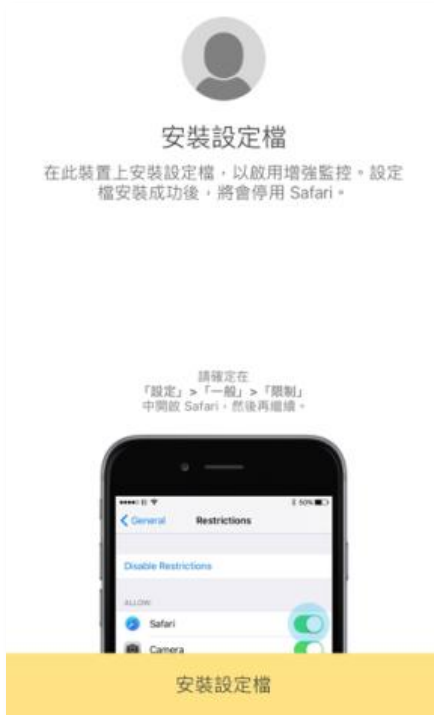 安裝設定檔
在此裝置上安裝設定檔，以啟用增強監控。設定
檔安裝成功後，將會停用 Safari。
請確定在
「設定」>「一般」>「限制」
中開啟 Safari，然後再繼續。
50%
General Restrictions
Disable Restrictions
ALLOW
Safari
Camera
安裝設定檔